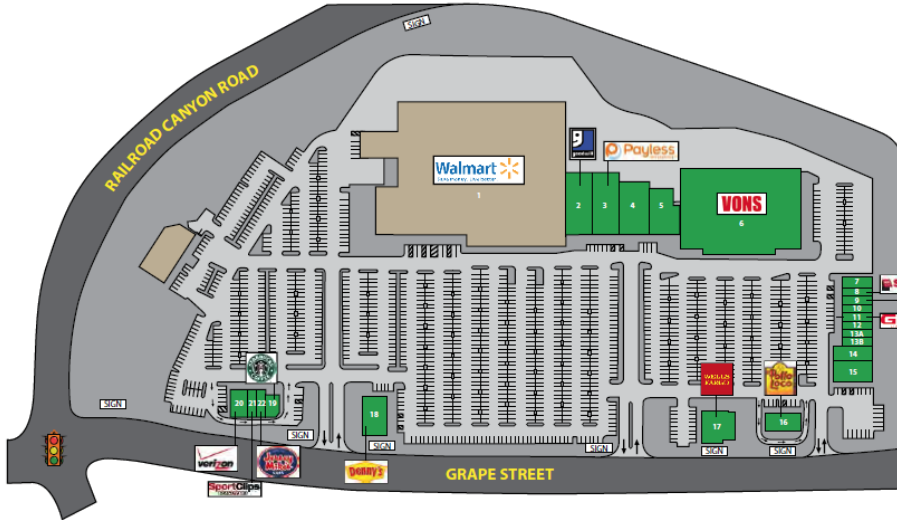 SIGN
RAILROAD CANYON ROAD
Walmart
1
goodwill
Payless
2
3
4
5
VONS
6
7
8
9
10
11
12
13A
13B
14
15
WELLS
FARGO
Pollo
Loco
16
17
18
19
20
21
22
SIGN
SIGN
SIGN
SIGN
SIGN
verizon
SportClips
Jersey
Mike's
SUBS
Denny's
GRAPE STREET